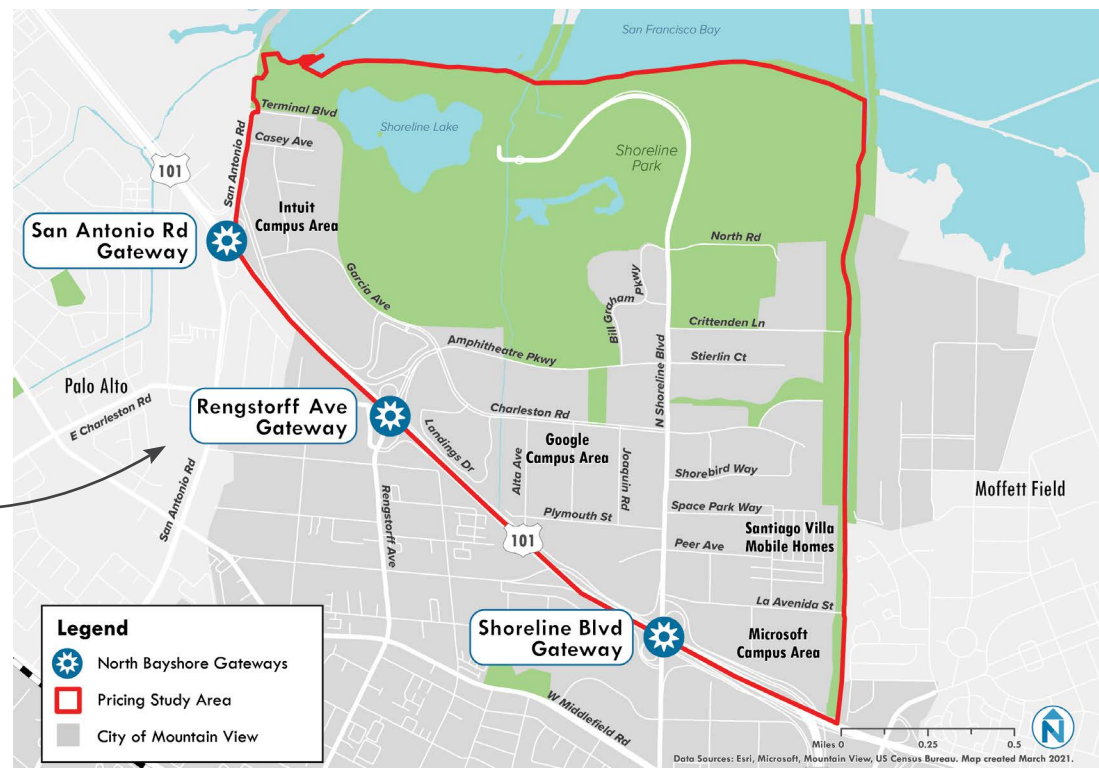 San Francisco Bay
Terminal Blvd
Shoreline Lake
Casey Ave
San Antonio Rd
101
Shoreline
Park
Intuit
Campus Area
San Antonio Rd
Gateway
North Rd
Garcia Ave
Bill Graham Pkwy
Crittenden Ln
Amphitheatre Pkwy
Stierlin Ct
N Shoreline Blvd
Palo Alto
E Charleston Rd
Rengstorff Ave
Gateway
Charleston Rd
Landings Dr
Alta Ave
Google
Campus Area
Joaquin Rd
Shorebird Way
Moffett Field
San Antonio Rd
Rengstorff Ave
Plymouth St
Space Park Way
101
Santiago Villa
Mobile Homes
Peer Ave
La Avenida St
Shoreline Blvd
Gateway
Microsoft
Campus Area
W Middlefield Rd
Legend
North Bayshore Gateways
Pricing Study Area
City of Mountain View
N
Miles 0 0.25 0.5
Data Sources: Esri, Microsoft, Mountain View, US Census Bureau. Map created March 2021.